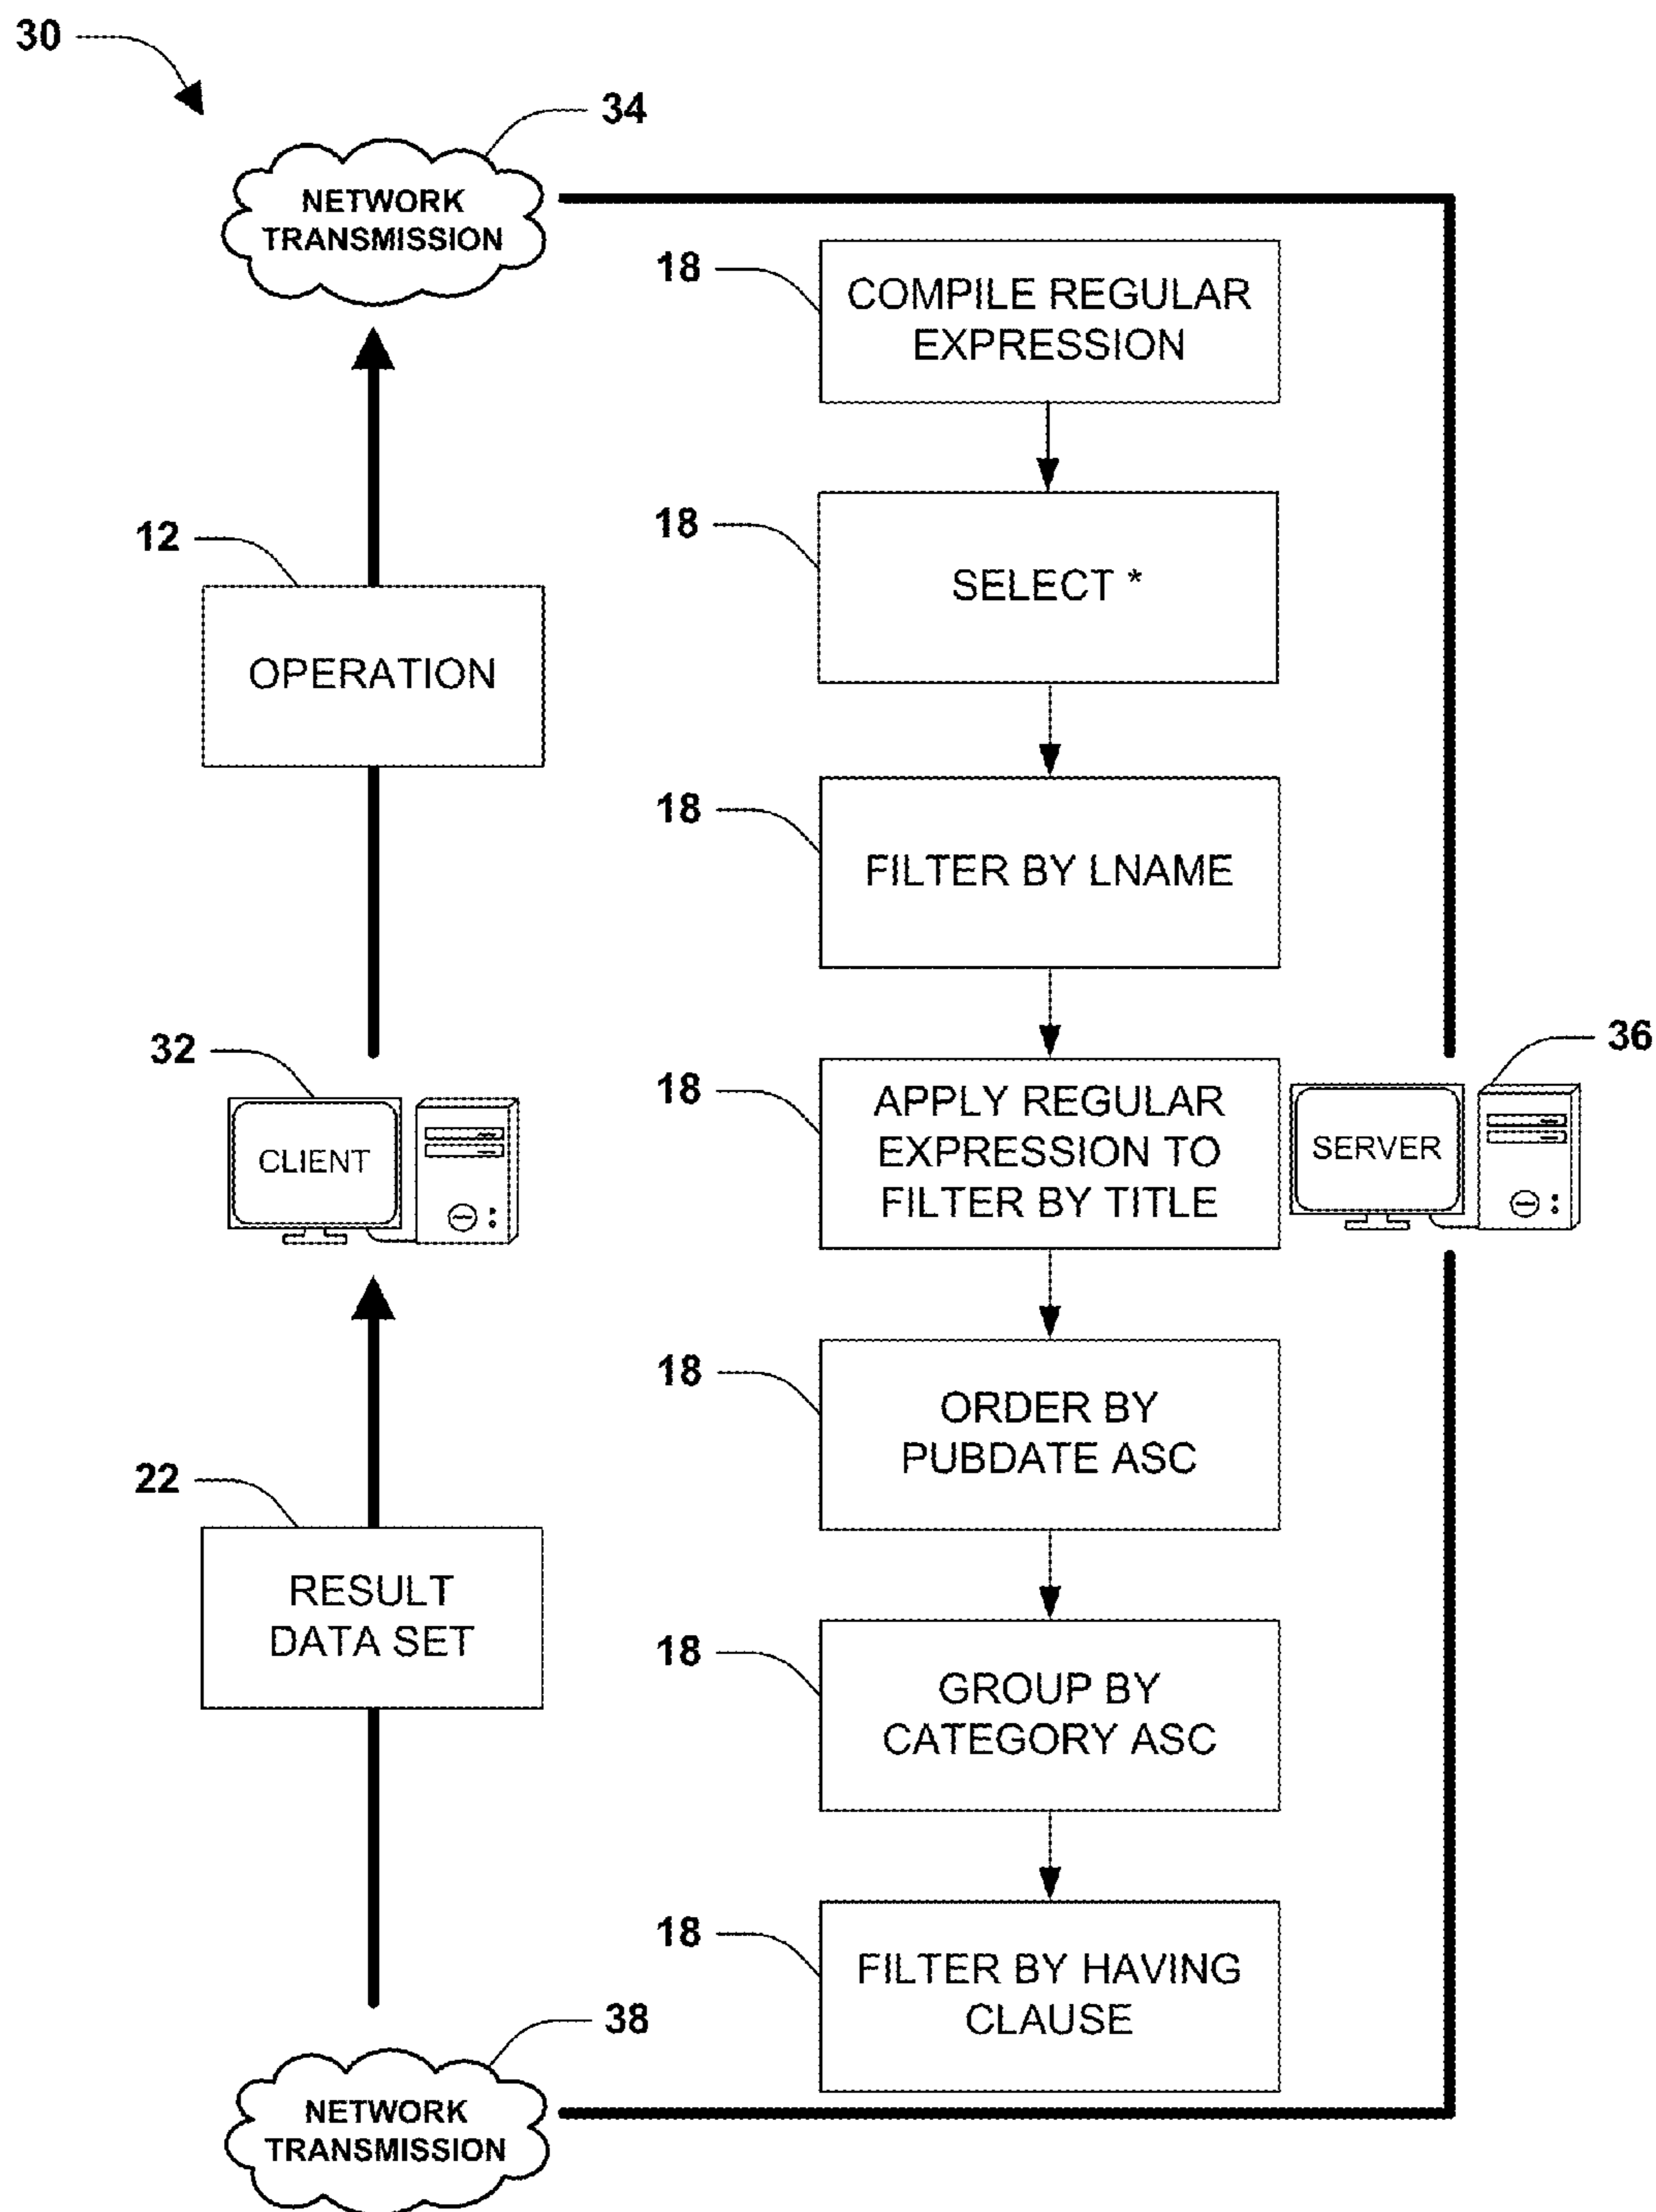 30
34
NETWORK
TRANSMISSION
18
COMPILE REGULAR
EXPRESSION
12
OPERATION
18
SELECT *
18
FILTER BY LNAME
32
CLIENT
18
APPLY REGULAR
EXPRESSION TO
FILTER BY TITLE
36
SERVER
18
ORDER BY
PUBDATE ASC
22
RESULT
DATA SET
18
GROUP BY
CATEGORY ASC
18
FILTER BY HAVING
CLAUSE
38
NETWORK
TRANSMISSION